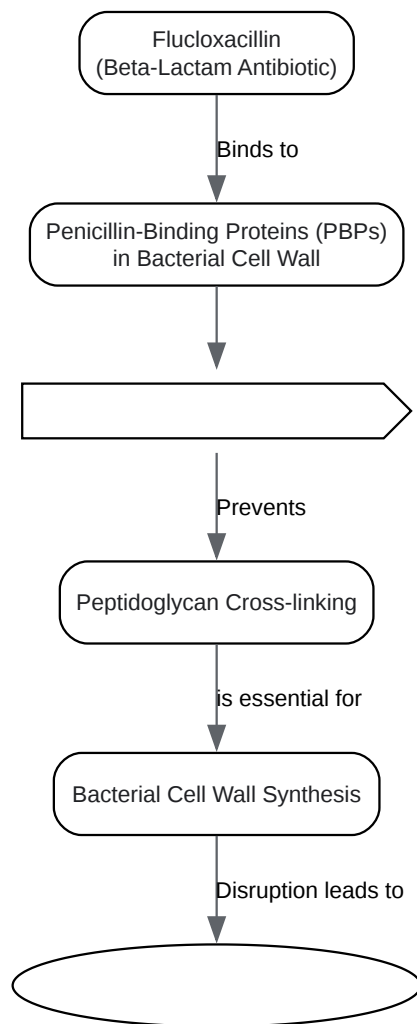 Flucloxacillin
(Beta-Lactam Antibiotic)
Binds to
Penicillin-Binding Proteins (PBPs)
in Bacterial Cell Wall
Prevents
Peptidoglycan Cross-linking
is essential for
Bacterial Cell Wall Synthesis
Disruption leads to